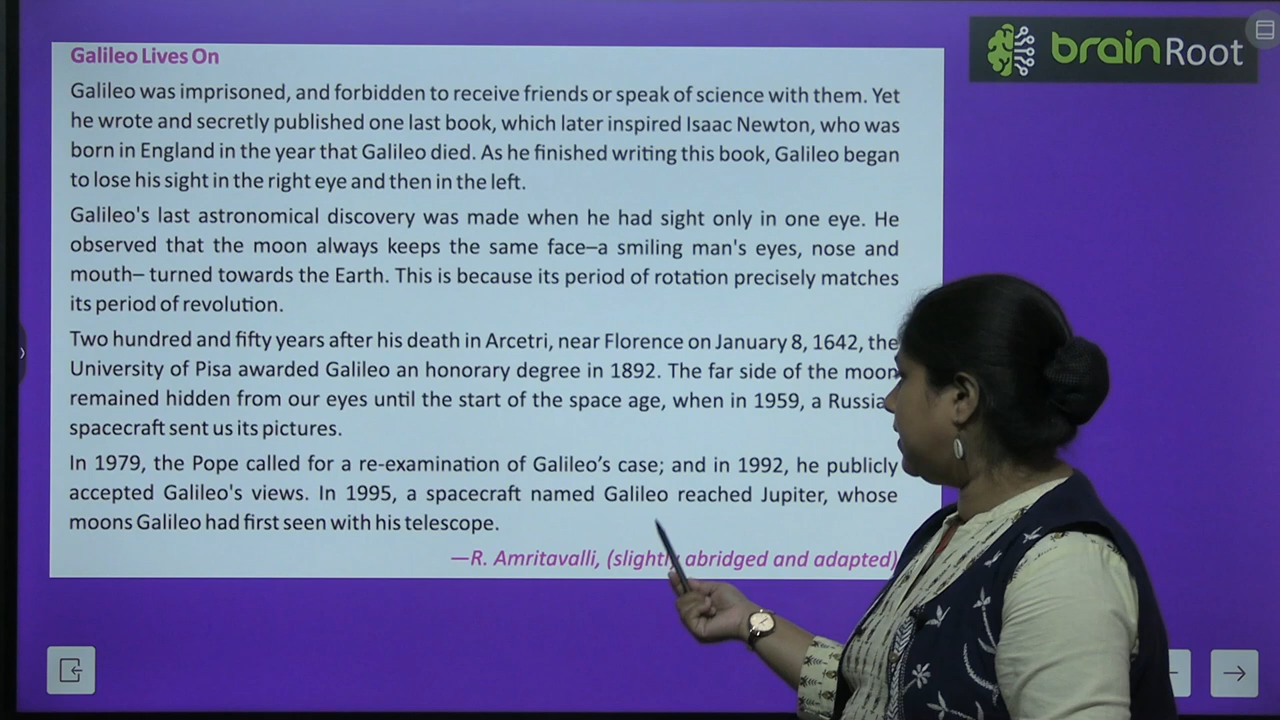 Galileo Lives On
Galileo was imprisoned, and forbidden to receive friends or speak of science with them. Yet
he wrote and secretly published one last book, which later inspired Isaac Newton, who was
born in England in the year that Galileo died. As he finished writing this book, Galileo began
to lose his sight in the right eye and then in the left.
Galileo's last astronomical discovery was made when he had sight only in one eye. He
observed that the moon always keeps the same face–a smiling man's eyes, nose and
mouth– turned towards the Earth. This is because its period of rotation precisely matches
its period of revolution.
Two hundred and fifty years after his death in Arcetri, near Florence on January 8, 1642, the
University of Pisa awarded Galileo an honorary degree in 1892. The far side of the moon
remained hidden from our eyes until the start of the space age, when in 1959, a Russia
spacecraft sent us its pictures.
In 1979, the Pope called for a re-examination of Galileo’s case; and in 1992, he publicly
accepted Galileo's views. In 1995, a spacecraft named Galileo reached Jupiter, whose
moons Galileo had first seen with his telescope.
—R. Amritavalli, (slightly abridged and adapted)
brainRoot